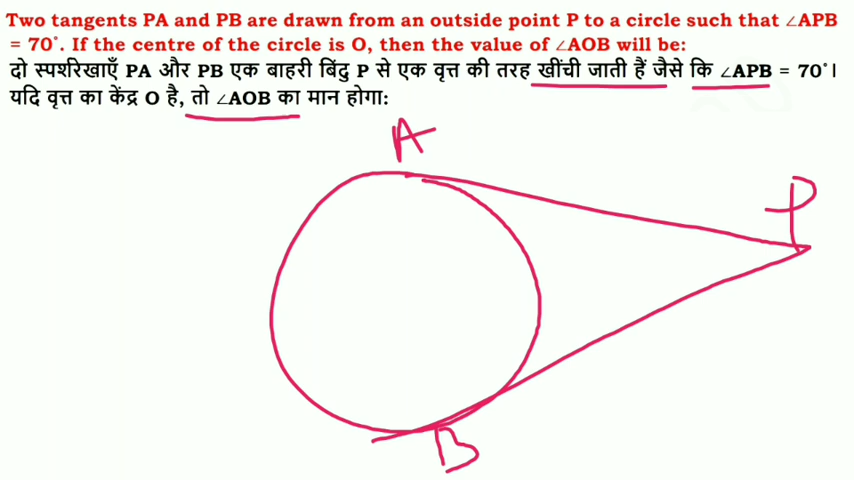 Two tangents PA and PB are drawn from an outside point P to a circle such that ∠APB
= 70°. If the centre of the circle is O, then the value of ∠AOB will be:
दो स्पर्शरेखाएँ PA और PB एक बाहरी बिंदु P से एक वृत्त की तरह खींची जाती हैं जैसे कि ∠APB = 70°।
यदि वृत्त का केंद्र O है, तो ∠AOB का मान होगा:
A
P
B